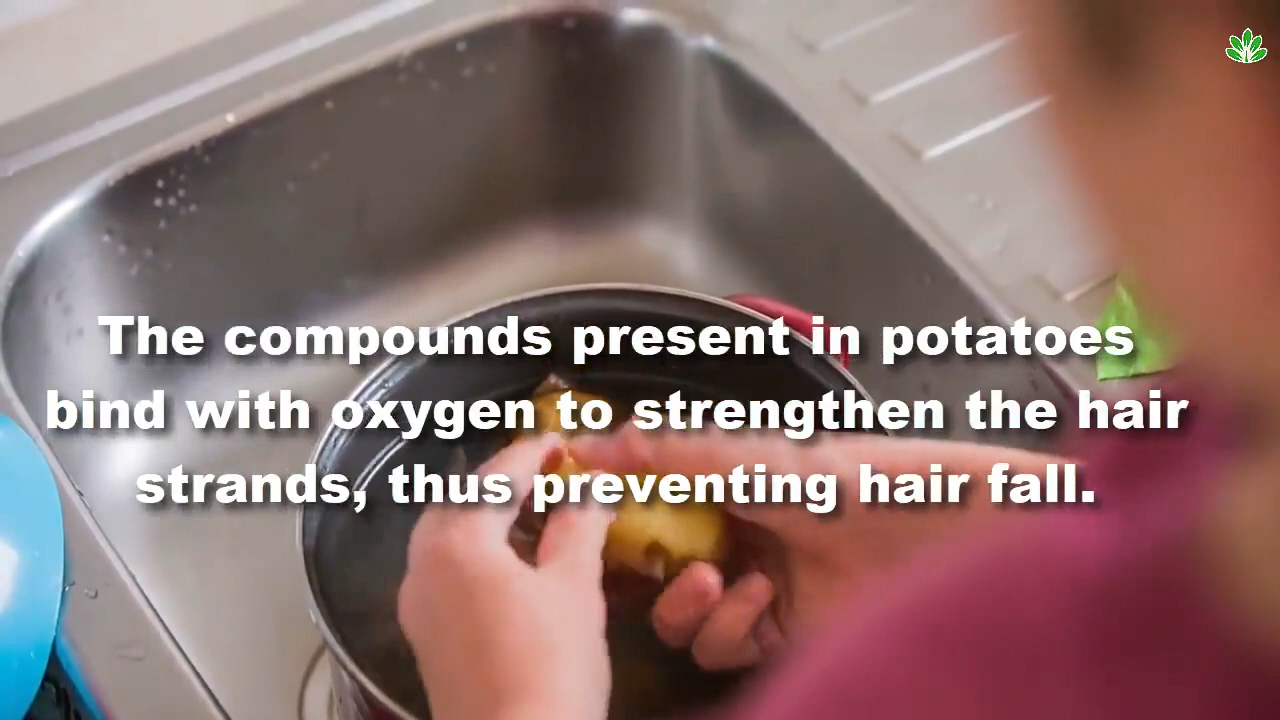 The compounds present in potatoes
bind with oxygen to strengthen the hair
strands, thus preventing hair fall.